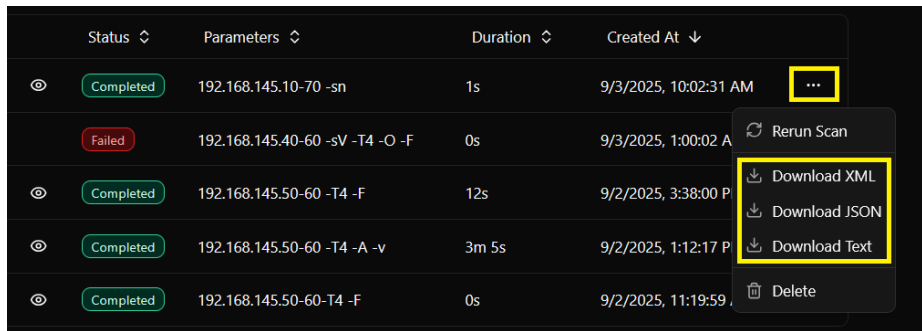 Status Parameters Duration Created At
Completed 192.168.145.10-70 -sn 1s 9/3/2025, 10:02:31 AM ...
Failed 192.168.145.40-60 -sV -T4 -O -F 0s 9/3/2025, 1:00:02 A
Rerun Scan
Completed 192.168.145.50-60 -T4 -F 12s 9/2/2025, 3:38:00 P
Download XML
Download JSON
Completed 192.168.145.50-60 -T4 -A -v 3m 5s 9/2/2025, 1:12:17 P
Download Text
Completed 192.168.145.50-60-T4 -F 0s 9/2/2025, 11:19:59
Delete